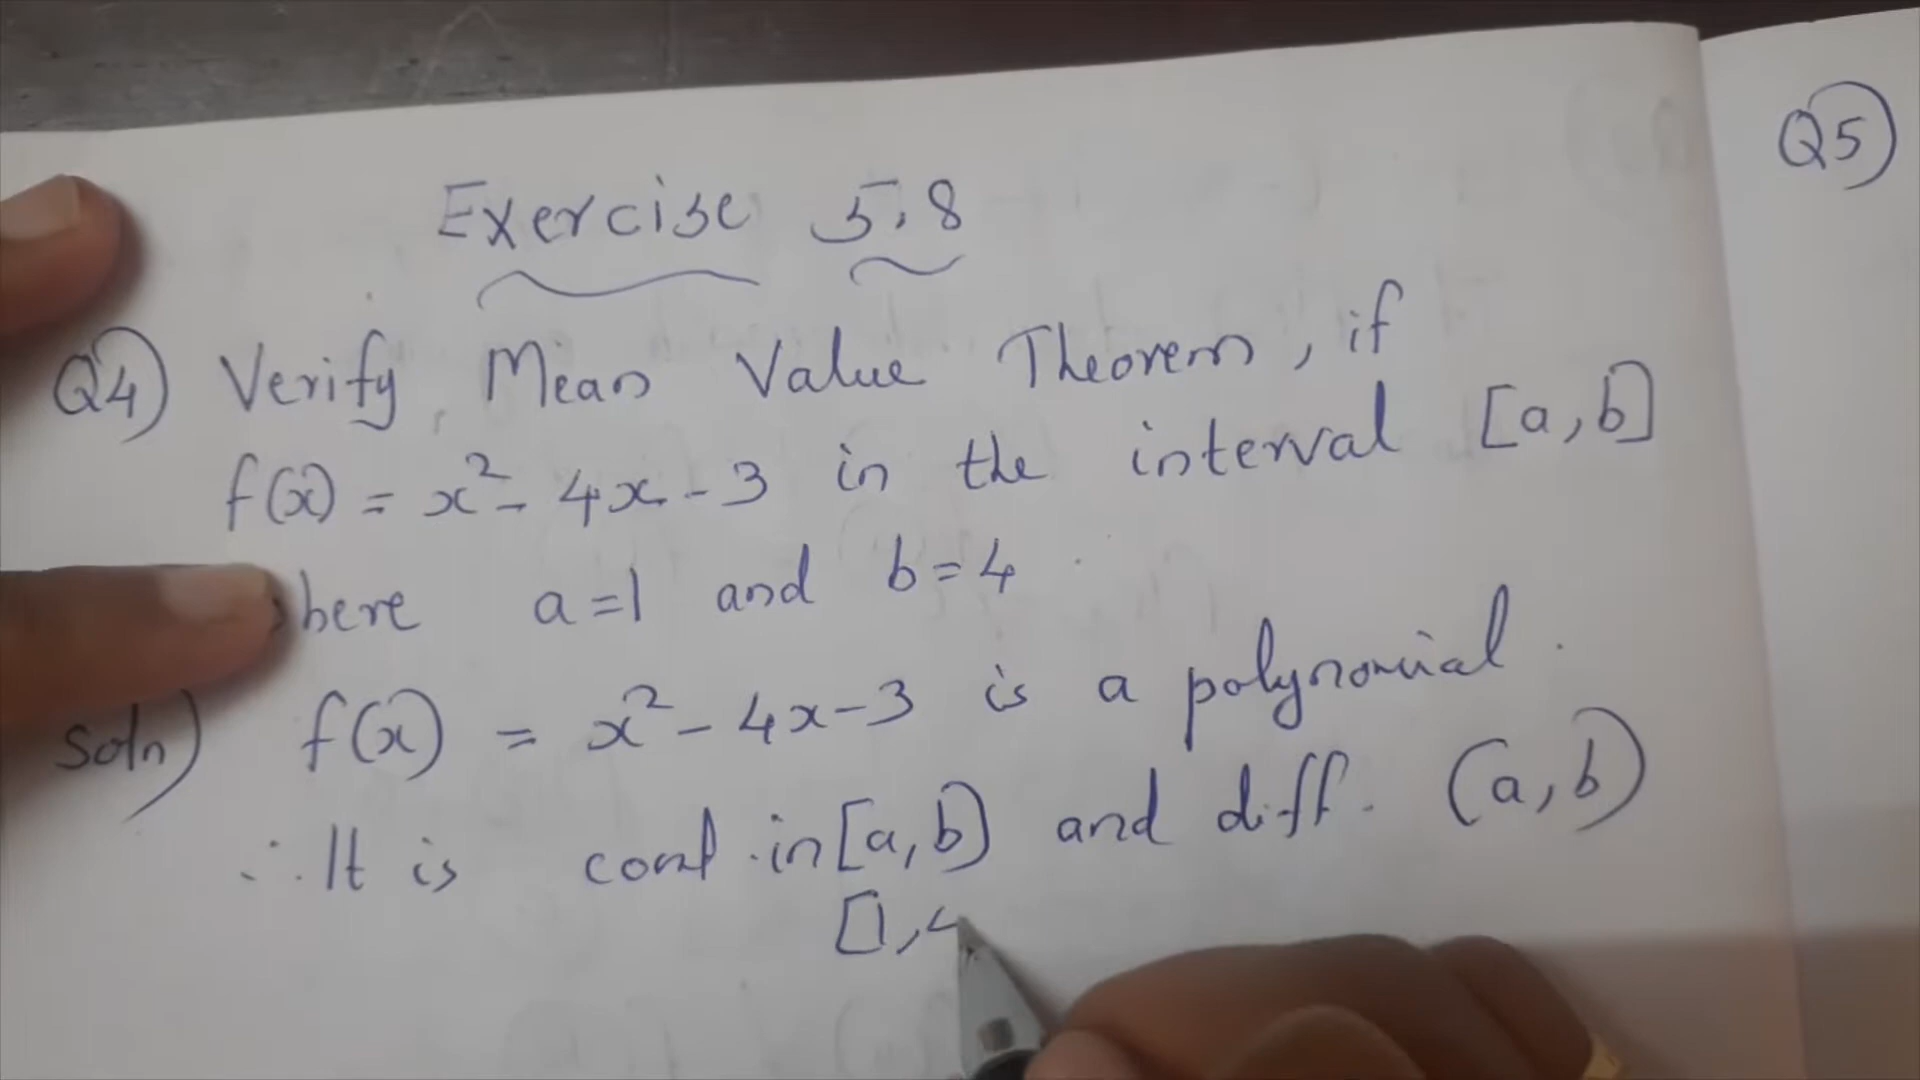 Exercise 5.8
Q4) Verify Mean Value Theorem, if
f(x) = x² - 4x - 3 in the interval [a, b]
here a = 1 and b = 4
Soln) f(x) = x² - 4x - 3 is a polynomial.
∴ It is cont in [a, b] and diff. (a, b)
[1, 4
Q5)